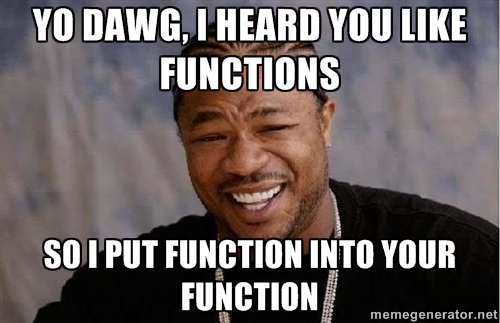 YO DAWG, I HEARD YOU LIKE
FUNCTIONS
SO I PUT FUNCTION INTO YOUR
FUNCTION
memegenerator.net